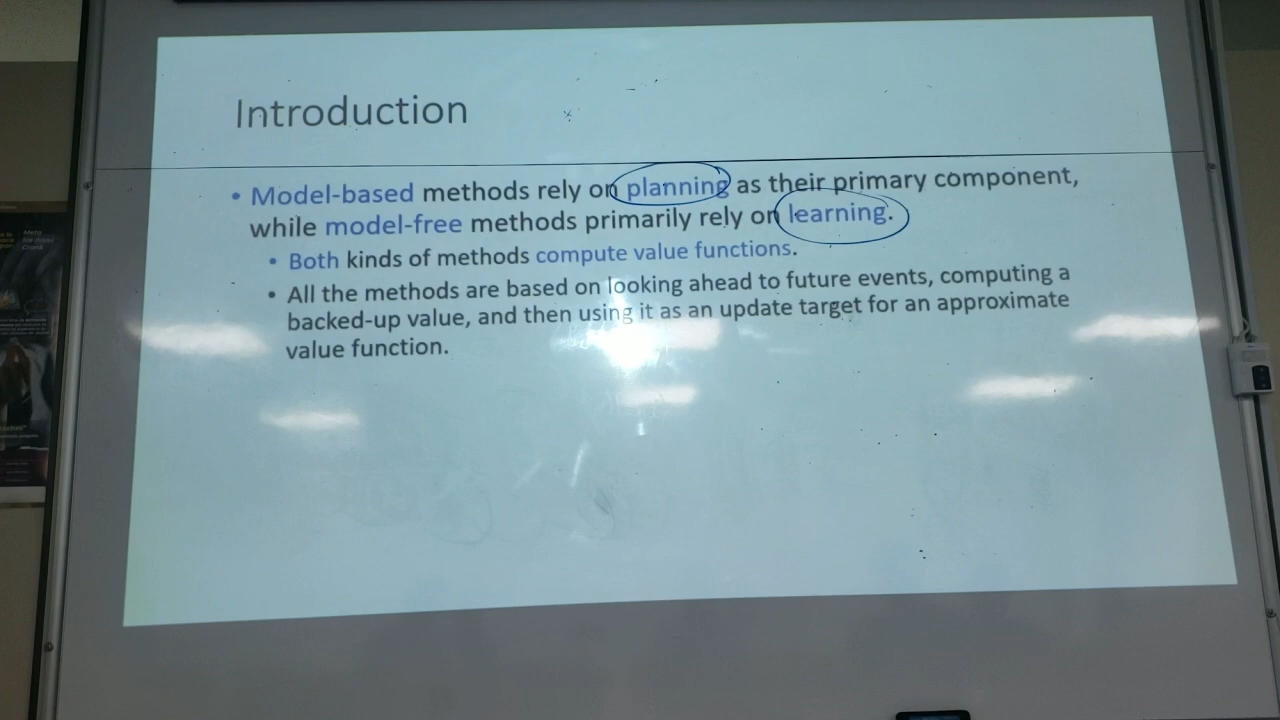 Introduction
• Model-based methods rely on planning as their primary component,
while model-free methods primarily rely on learning.
• Both kinds of methods compute value functions.
• All the methods are based on looking ahead to future events, computing a
backed-up value, and then using it as an update target for an approximate
value function.